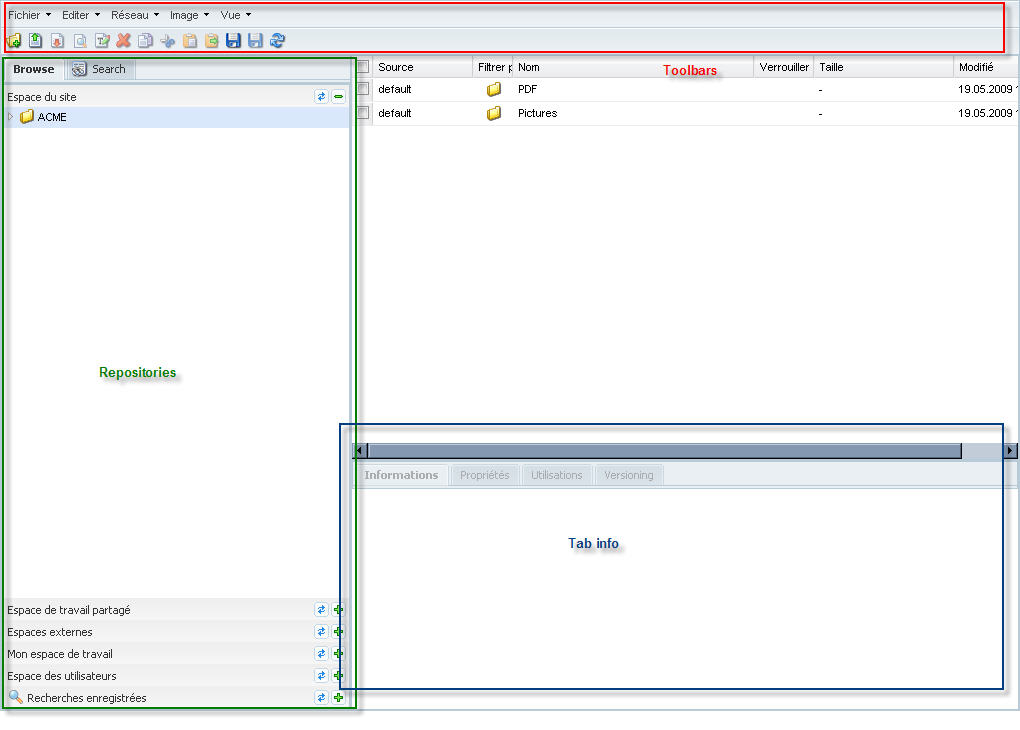 Fichier Editer Réseau Image Vue
Browse Search
Source Filtrer p Nom Verrouiller Taille Modifié
Toolbars
default PDF - 19.05.2009
default Pictures - 19.05.2009
Espace du site
ACME
Repositories
Informations Propriétés Utilisations Versioning
Tab info
Espace de travail partagé
Espaces externes
Mon espace de travail
Espace des utilisateurs
Recherches enregistrées